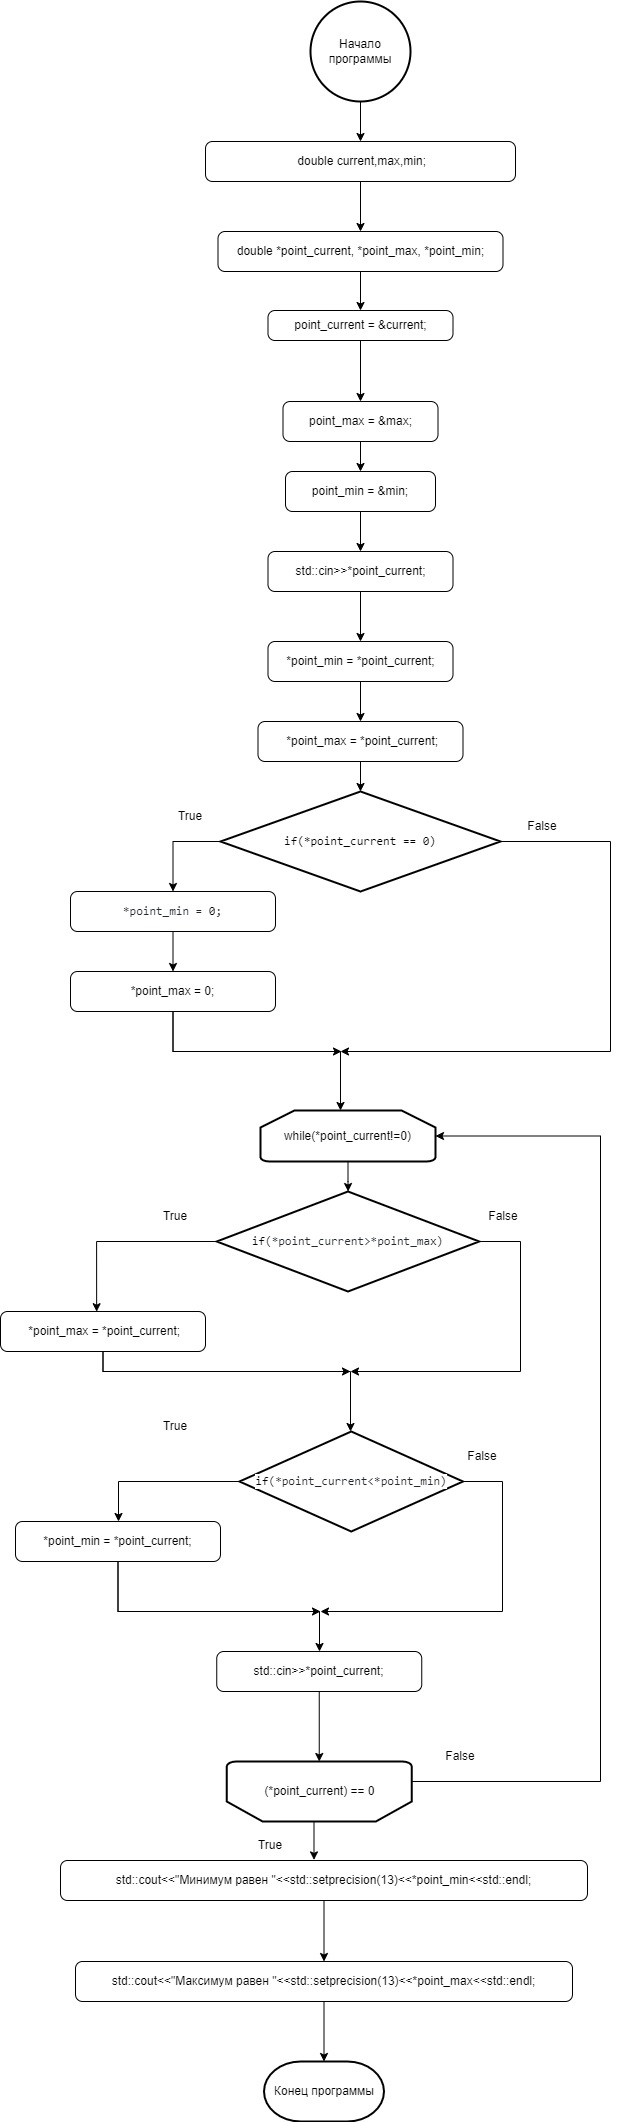 Начало
программы
double current,max,min;
double *point_current, *point_max, *point_min;
point_current = &current;
point_max = &max;
point_min = &min;
std::cin>>*point_current;
*point_min = *point_current;
*point_max = *point_current;
True
False
if(*point_current == 0)
*point_min = 0;
*point_max = 0;
while(*point_current!=0)
True
False
if(*point_current>*point_max)
*point_max = *point_current;
True
False
if(*point_current<*point_min)
*point_min = *point_current;
std::cin>>*point_current;
False
(*point_current) == 0
True
std::cout<<"Минимум равен "<<std::setprecision(13)<<*point_min<<std::endl;
std::cout<<"Максимум равен "<<std::setprecision(13)<<*point_max<<std::endl;
Конец программы